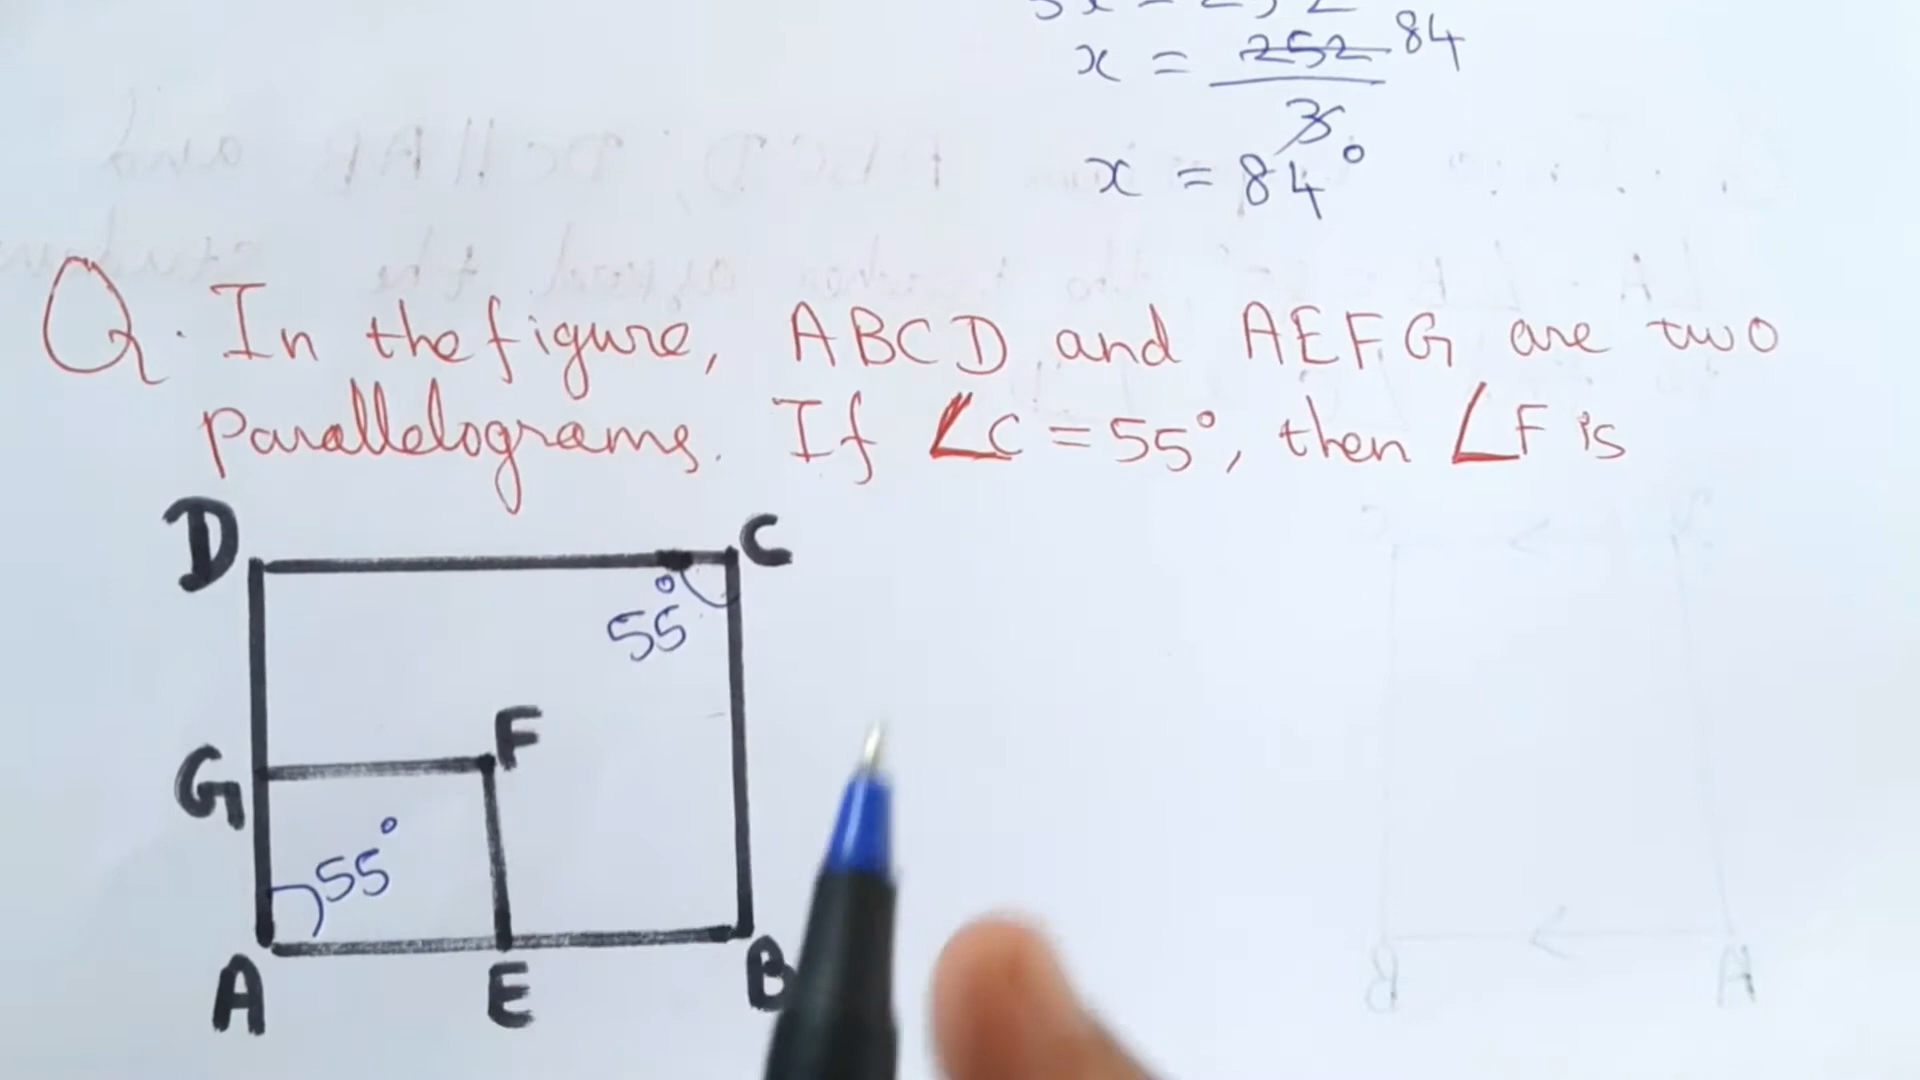 x = 252 84
3
x = 84°
Q. In the figure, ABCD and AEFG are two
parallelograms. If ∠C = 55°, then ∠F is
D C
55°
G F
55°
A E B